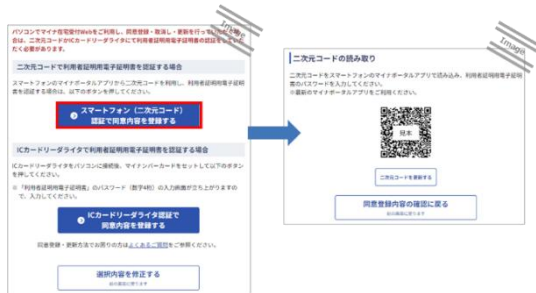 パソコンでマイナ在宅受付Webをご利用し、同意登録・取消し・更新を行っていただく場
合は、二次元コードかICカードリーダライタにて利用者証明用電子証明書の認証をしていた
だく必要があります。
二次元コードで利用者証明用電子証明書を認証する場合
スマートフォンのマイナポータルアプリから二次元コードを利用し、利用者証明用電子証明
書を認証する場合は、以下のボタンを押してください。
スマートフォン（二次元コード）
認証で同意内容を登録する
ICカードリーダライタで利用者証明用電子証明書を認証する場合
ICカードリーダライタをパソコンに接続後、マイナンバーカードをセットして以下のボタン
を押してください。
※「利用者証明用電子証明書」のパスワード（数字4桁）の入力画面が立ち上がりますの
で、入力してください。
ICカードリーダライタ認証で
同意内容を登録する
同意登録・更新方法でお困りの方はよくあるご質問をご参照ください。
選択内容を修正する
前の画面に戻ります
Image
二次元コードの読み取り
二次元コードをスマートフォンのマイナポータルアプリで読み込み、利用者証明用電子証明
書のパスワードを入力してください。
※最新のマイナポータルアプリをご利用ください。
見本
二次元コードを更新する
同意登録内容の確認に戻る
前の画面に戻ります
Image